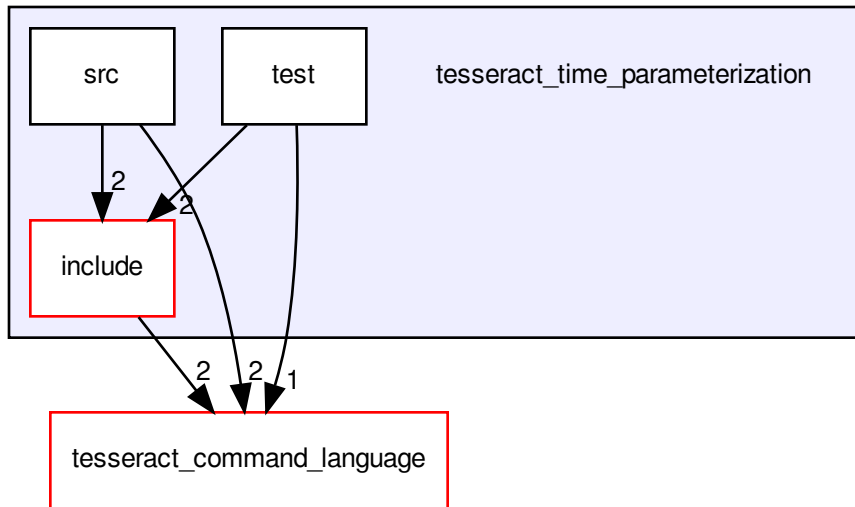 src
test
tesseract_time_parameterization
2
2
include
2
2
1
tesseract_command_language